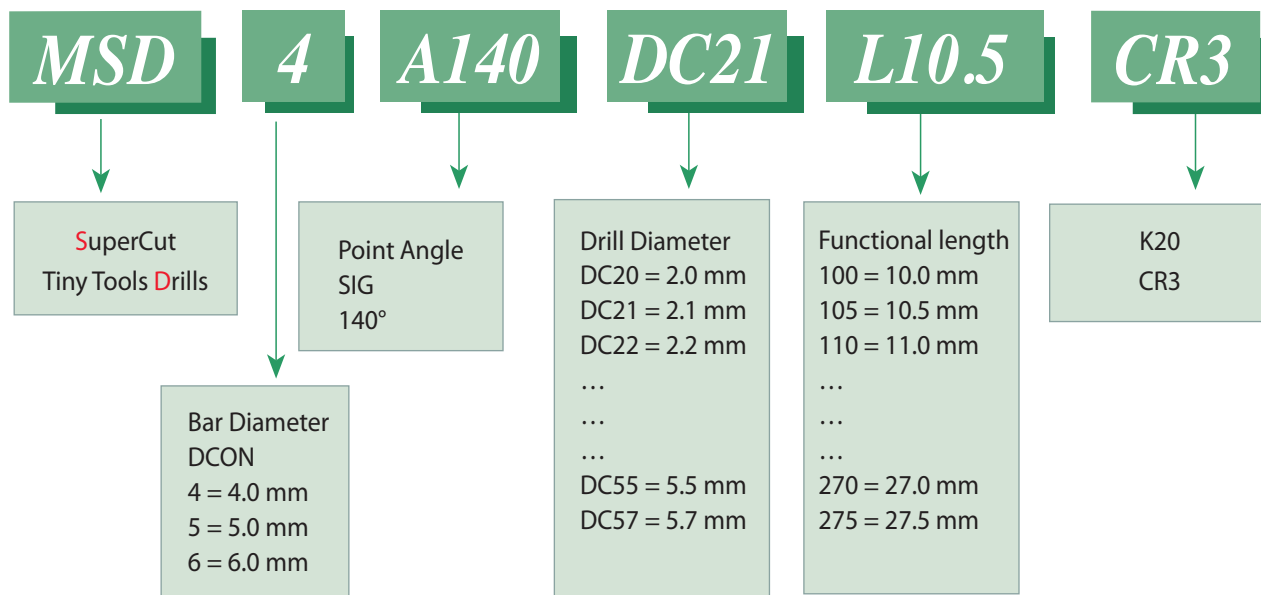 MSD 4 A140 DC21 L10.5 CR3
SuperCut
Tiny Tools Drills
Bar Diameter
DCON
4 = 4.0 mm
5 = 5.0 mm
6 = 6.0 mm
Point Angle
SIG
140°
Drill Diameter
DC20 = 2.0 mm
DC21 = 2.1 mm
DC22 = 2.2 mm
…
…
…
DC55 = 5.5 mm
DC57 = 5.7 mm
Functional length
100 = 10.0 mm
105 = 10.5 mm
110 = 11.0 mm
…
…
…
270 = 27.0 mm
275 = 27.5 mm
K20
CR3